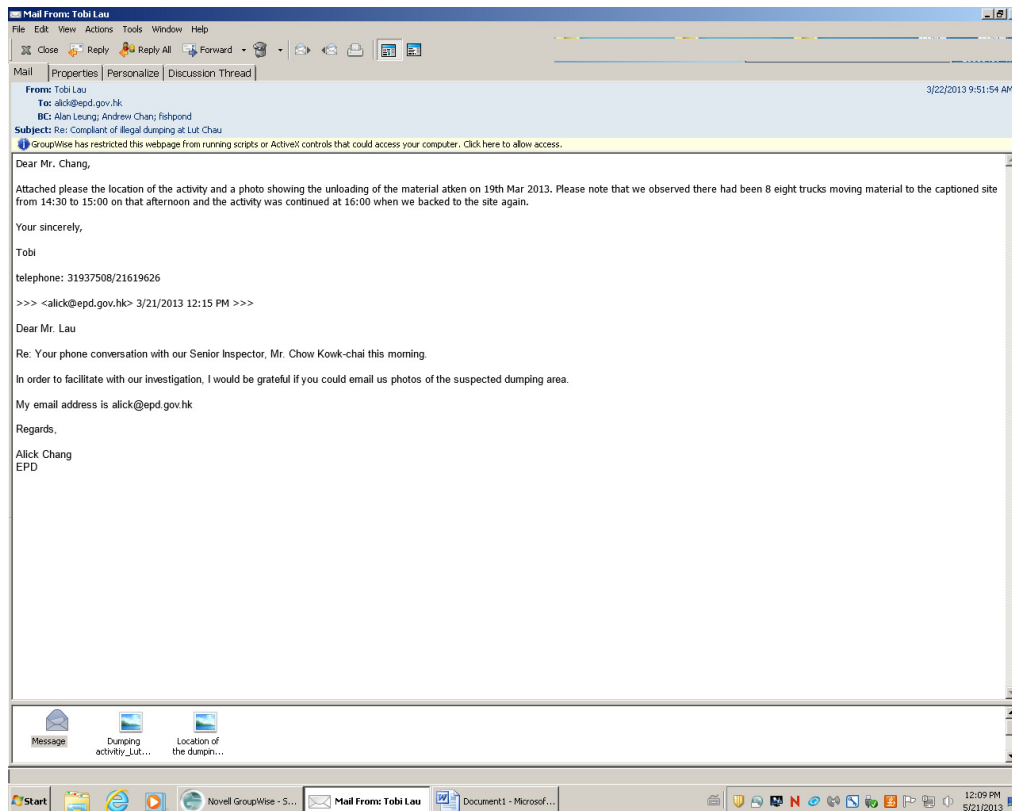 Mail From: Tobi Lau
File Edit View Actions Tools Window Help
Close Reply Reply All Forward
Mail Properties Personalize Discussion Thread
From: Tobi Lau 3/22/2013 9:51:54 AM
To: alick@epd.gov.hk
BC: Alan Leung; Andrew Chan; fishpond
Subject: Re: Compliant of illegal dumping at Lut Chau
GroupWise has restricted this webpage from running scripts or ActiveX controls that could access your computer. Click here to allow access.
Dear Mr. Chang,
Attached please the location of the activity and a photo showing the unloading of the material atken on 19th Mar 2013. Please note that we observed there had been 8 eight trucks moving material to the captioned site
from 14:30 to 15:00 on that afternoon and the activity was continued at 16:00 when we backed to the site again.
Your sincerely,
Tobi
telephone: 31937508/21619626
>>> <alick@epd.gov.hk> 3/21/2013 12:15 PM >>>
Dear Mr. Lau
Re: Your phone conversation with our Senior Inspector, Mr. Chow Kowk-chai this morning.
In order to facilitate with our investigation, I would be grateful if you could email us photos of the suspected dumping area.
My email address is alick@epd.gov.hk
Regards,
Alick Chang
EPD
Message Dumping Location of
activitiy_Lut... the dumpin...
Start Novell GroupWise - S... Mail From: Tobi Lau Document1 - Microsof... 12:09 PM
5/21/2013